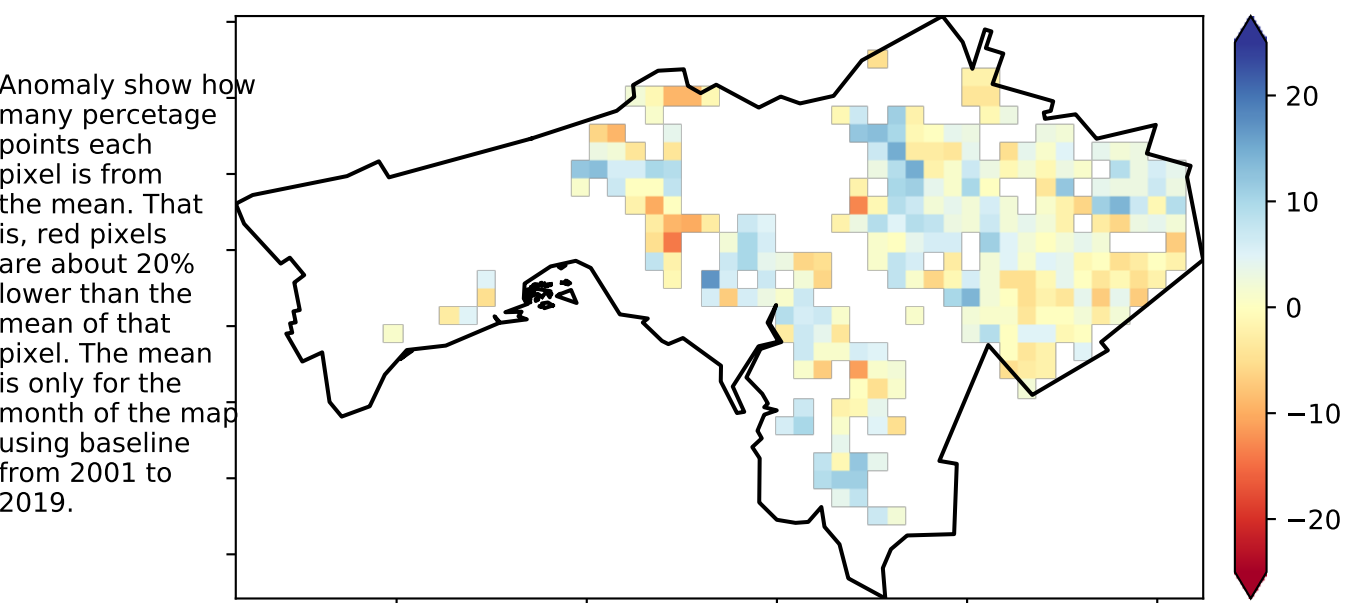 Anomaly show how
many percetage
points each
pixel is from
the mean. That
is, red pixels
are about 20%
lower than the
mean of that
pixel. The mean
is only for the
month of the map
using baseline
from 2001 to
2019.
20
10
0
−10
−20